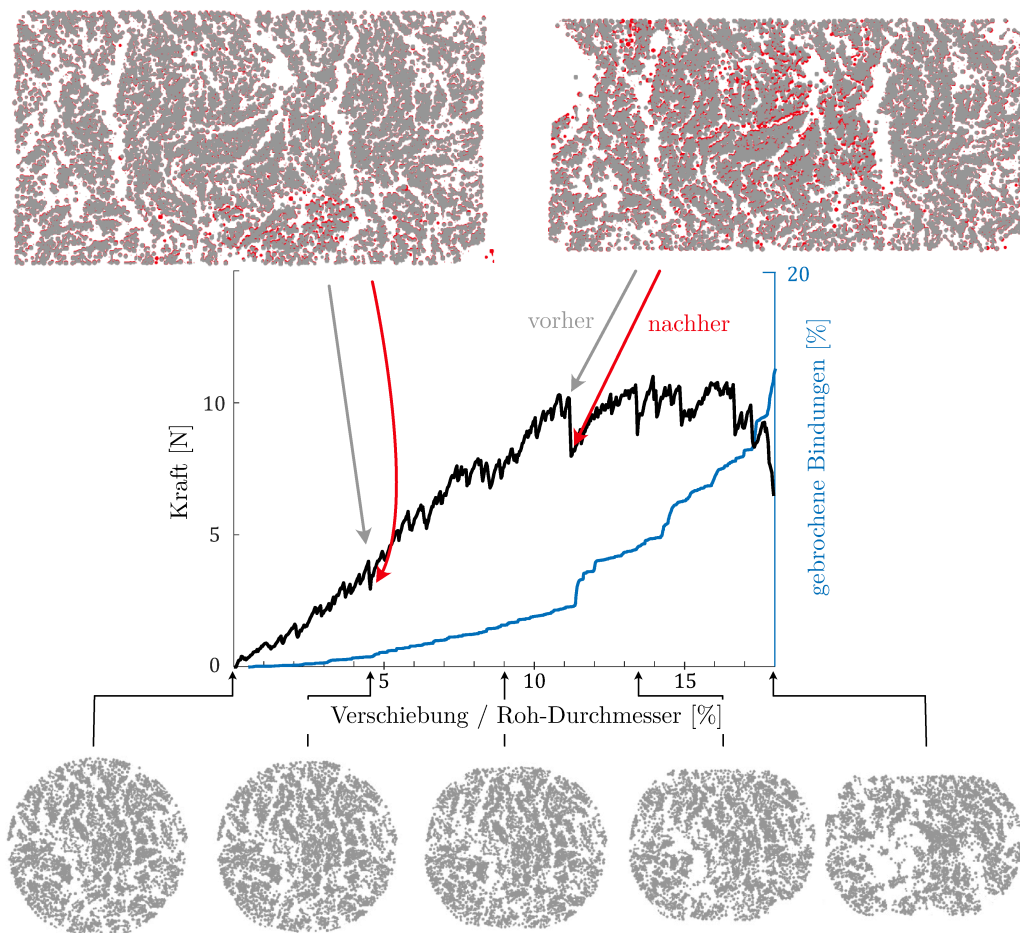 20
vorher
nachher
10
5
0
Kraft [N]
gebrochene Bindungen [%]
5
10
15
Verschiebung / Roh-Durchmesser [%]